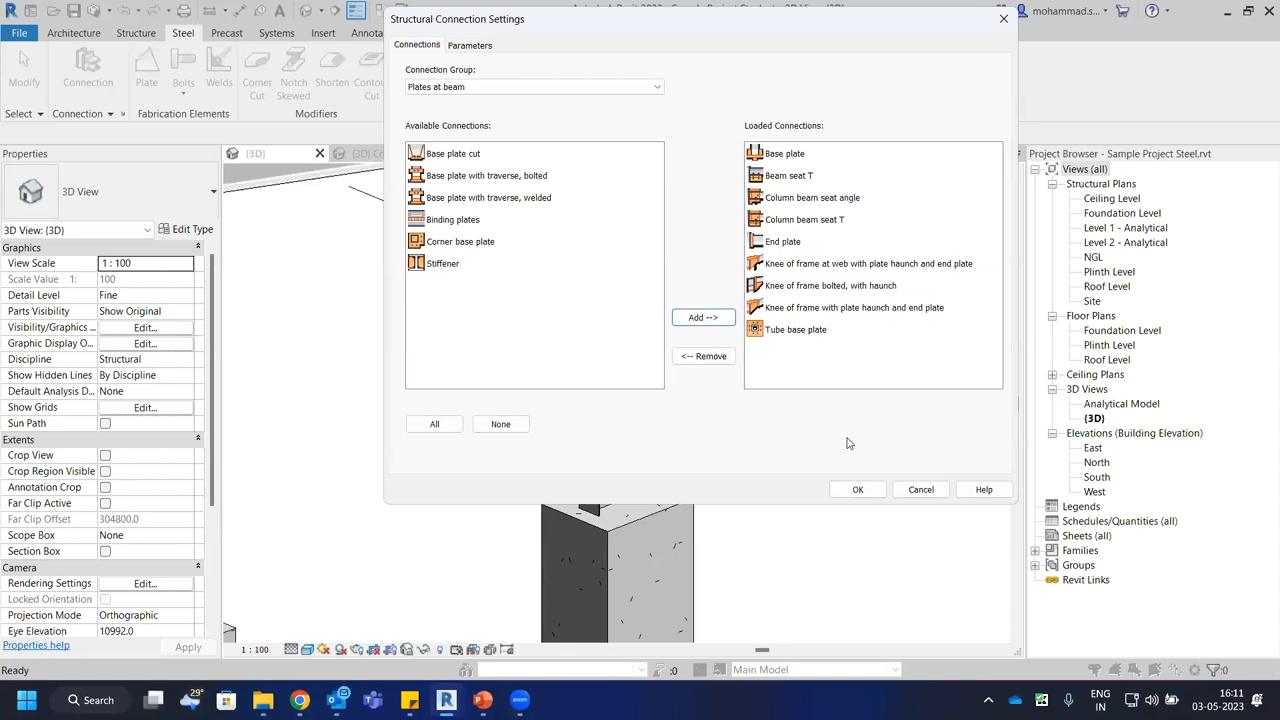 mohammad.s...
Structural Connection Settings
File
Architecture
Structure
Steel
Precast
Systems
Insert
Connections
Parameters
Connection Group:
Plates at beam
Modify
Connection
Plate
Bolts
Welds
Corner
Cut
Notch
Skewed
Shorten
Cut
Select
Connection
Fabrication Elements
Modifiers
Available Connections:
Base plate cut
Base plate with traverse, bolted
Base plate with traverse, welded
Binding plates
Corner base plate
Stiffener
Add -->
<-- Remove
All
None
Loaded Connections:
Base plate
Beam seat T
Column beam seat angle
Column beam seat T
End plate
Knee of frame at web with plate haunch and end plate
Knee of frame bolted, with haunch
Knee of frame with plate haunch and end plate
Tube base plate
OK
Cancel
Help
{3D}
Properties
3D View
3D View: {3D}
Edit Type
Graphics
View Scale 1 : 100
Scale Value 1: 100
Detail Level Fine
Parts Visibility Show Original
Visibility/Graphics ... Edit...
Graphic Display O... Edit...
Discipline Structural
Show Hidden Lines By Discipline
Default Analysis D... None
Show Grids Edit...
Sun Path
Extents
Crop View
Crop Region Visible
Annotation Crop
Far Clip Active
Far Clip Offset 304800.0
Scope Box None
Section Box
Camera
Rendering Settings Edit...
Locked Orientation
Projection Mode Orthographic
Eye Elevation 10992.0
Properties help
Apply
Project Browser - Sample Project Steel.rvt
Views (all)
Structural Plans
Ceiling Level
Foundation Level
Level 1 - Analytical
Level 2 - Analytical
NGL
Plinth Level
Roof Level
Site
Floor Plans
Foundation Level
Plinth Level
Roof Level
Ceiling Plans
3D Views
Analytical Model
{3D}
Elevations (Building Elevation)
East
North
South
West
Legends
Schedules/Quantities (all)
Sheets (all)
Families
Groups
Revit Links
1 : 100
Ready
:0
Main Model
:0
Search
29°
ENG
IN
16:11
03-05-2023